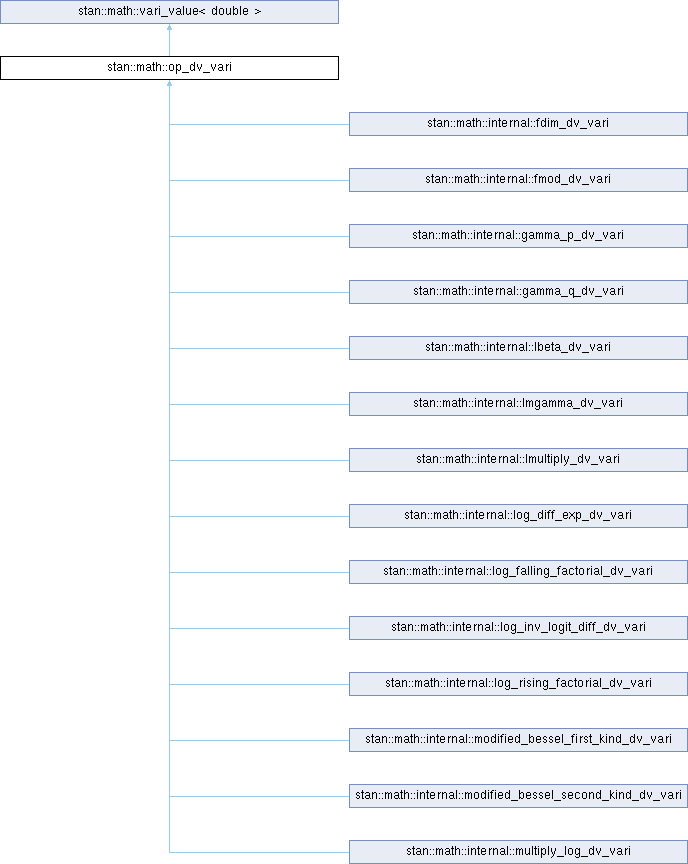 stan::math::vari_value< double >
stan::math::op_dv_vari
stan::math::internal::fdim_dv_vari
stan::math::internal::fmod_dv_vari
stan::math::internal::gamma_p_dv_vari
stan::math::internal::gamma_q_dv_vari
stan::math::internal::lbeta_dv_vari
stan::math::internal::lmgamma_dv_vari
stan::math::internal::lmultiply_dv_vari
stan::math::internal::log_diff_exp_dv_vari
stan::math::internal::log_falling_factorial_dv_vari
stan::math::internal::log_inv_logit_diff_dv_vari
stan::math::internal::log_rising_factorial_dv_vari
stan::math::internal::modified_bessel_first_kind_dv_vari
stan::math::internal::modified_bessel_second_kind_dv_vari
stan::math::internal::multiply_log_dv_vari